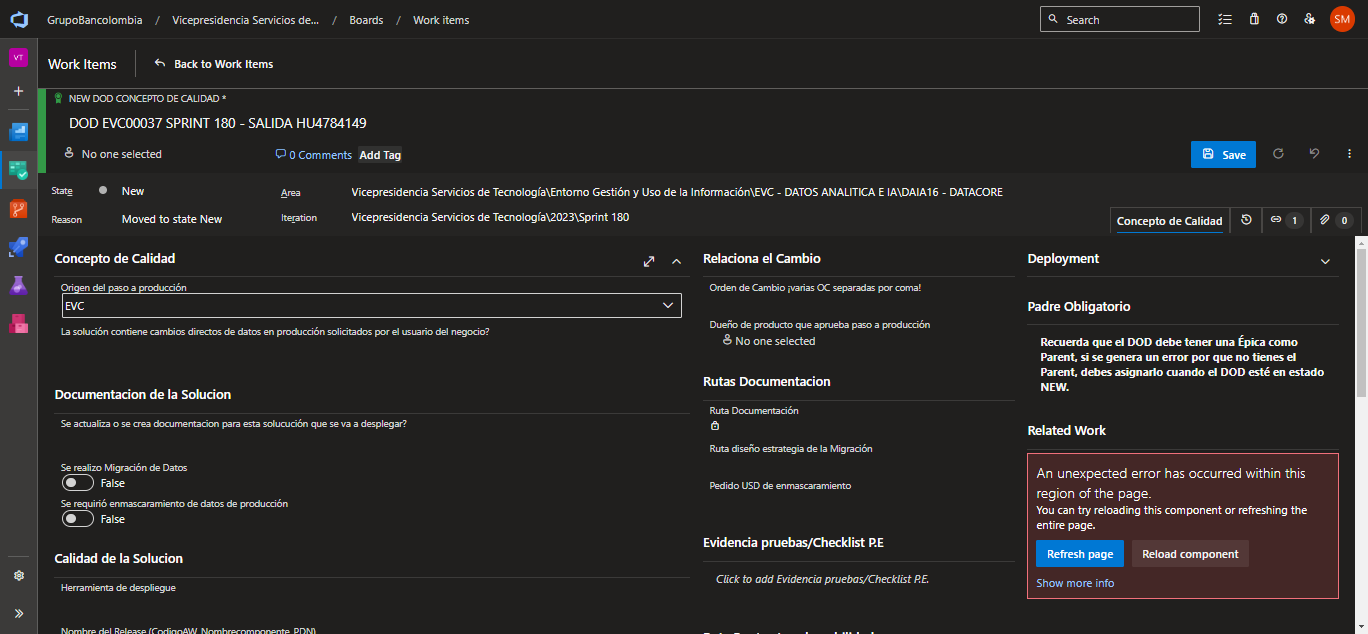 GrupoBancolombia / Vicepresidencia Servicios de... / Boards / Work items
Search
SM
VT
Work Items
Back to Work Items
NEW DOD CONCEPTO DE CALIDAD *
DOD EVC00037 SPRINT 180 - SALIDA HU4784149
No one selected
0 Comments
Add Tag
Save
State
New
Area
Vicepresidencia Servicios de Tecnología\Entorno Gestión y Uso de la Información\EVC - DATOS ANALITICA E IA\DAIA16 - DATACORE
Reason
Moved to state New
Iteration
Vicepresidencia Servicios de Tecnología\2023\Sprint 180
Concepto de Calidad
1
0
Concepto de Calidad
Origen del paso a producción
EVC
La solución contiene cambios directos de datos en producción solicitados por el usuario del negocio?
Documentacion de la Solucion
Se actualiza o se crea documentacion para esta solucución que se va a desplegar?
Se realizo Migración de Datos
False
Se requirió enmascaramiento de datos de producción
False
Calidad de la Solucion
Herramienta de despliegue
Nombre del Release (CodigoAW_Nombrecomponente_PDN)
Relaciona el Cambio
Orden de Cambio ¡varias OC separadas por coma!
Dueño de producto que aprueba paso a producción
No one selected
Rutas Documentacion
Ruta Documentación
Ruta diseño estrategia de la Migración
Pedido USD de enmascaramiento
Evidencia pruebas/Checklist P.E
Click to add Evidencia pruebas/Checklist P.E.
Deployment
Padre Obligatorio
Recuerda que el DOD debe tener una Épica como
Parent, si se genera un error por que no tienes el
Parent, debes asignarlo cuando el DOD esté en estado
NEW.
Related Work
An unexpected error has occurred within this
region of the page.
You can try reloading this component or refreshing the
entire page.
Refresh page
Reload component
Show more info